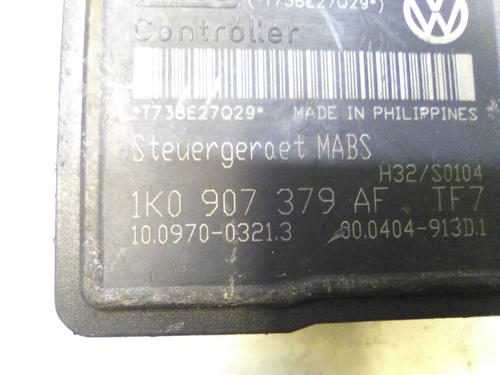 (*T738E27Q29*)
Controller
*T738E27Q29* MADE IN PHILIPPINES
Steuergeraet MABS
H32/S0104
1K0 907 379 AF TF7
10.0970-0321.3 00.0404-913D.1